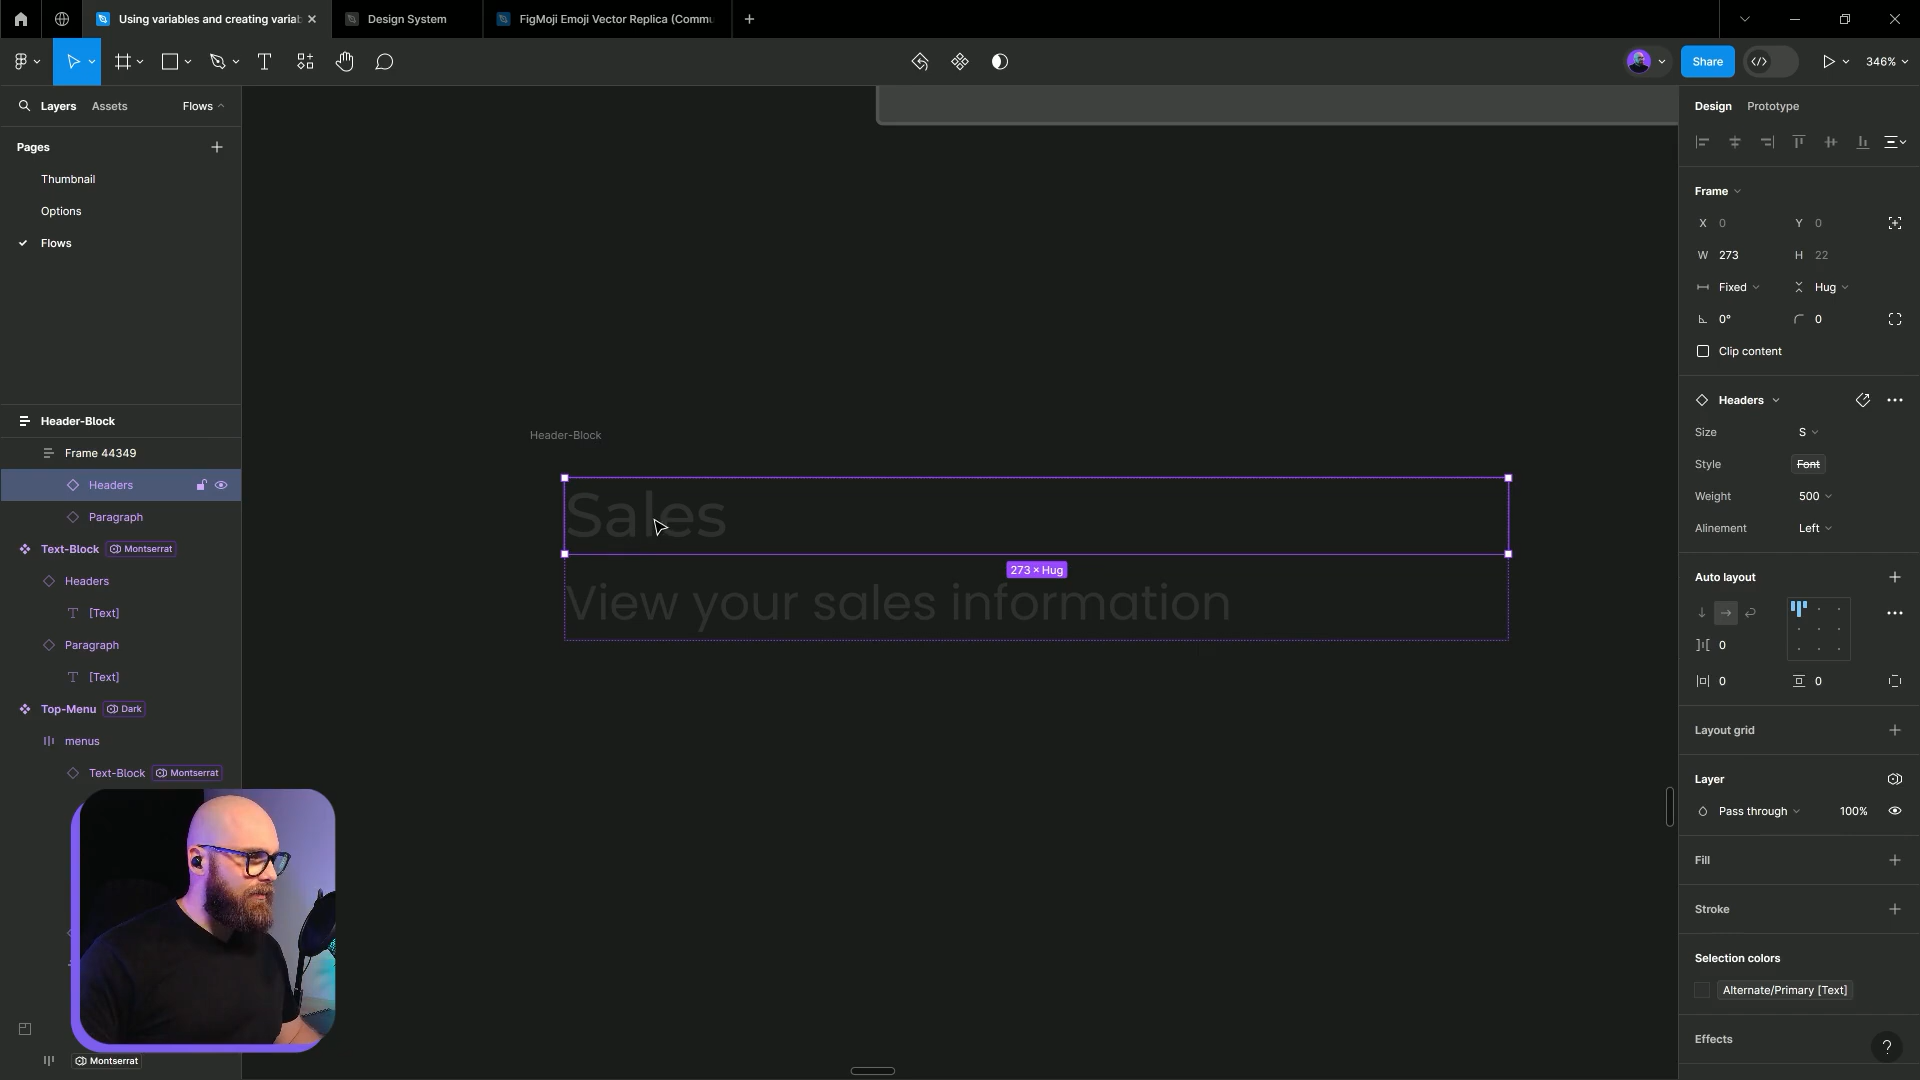 Using variables and creating varia
Design System
FigMoji Emoji Vector Replica (Commu
Share
346%
Layers
Assets
Flows
Pages
Thumbnail
Options
Flows
Header-Block
Frame 44349
Headers
Paragraph
Text-Block
Montserrat
Headers
[Text]
Paragraph
[Text]
Top-Menu
Dark
menus
Text-Block
Montserrat
Montserrat
Header-Block
Sales
273 × Hug
View your sales information
Design
Prototype
Frame
X 0
Y 0
W 273
H 22
Fixed
Hug
0°
0
Clip content
Headers
Size
S
Style
Font
Weight
500
Alinement
Left
Auto layout
0
0
0
Layout grid
Layer
Pass through
100%
Fill
Stroke
Selection colors
Alternate/Primary [Text]
Effects
?